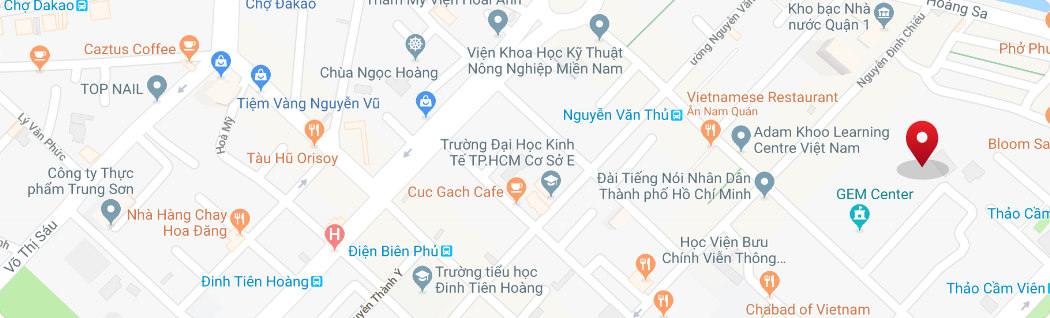 Chợ Đakao
Chợ Đakao
Thẩm Mỹ Viện Hoài Anh
Kho bạc Nhà
nước Quận 1
Hoàng Sa
Caztus Coffee
Viện Khoa Học Kỹ Thuật
Nông Nghiệp Miền Nam
Nguyễn Đình Chiểu
Phở Phu
Chùa Ngọc Hoàng
TOP NAIL
Tiệm Vàng Nguyễn Vũ
Vietnamese Restaurant
Ân Nam Quán
Nguyễn Văn Thủ
Lý Văn Phức
Hoà Mỹ
Adam Khoo Learning
Centre Việt Nam
Bloom Sa
Tàu Hũ Orisoy
Trường Đại Học Kinh
Tế TP.HCM Cơ Sở E
Công ty Thực
phẩm Trung Sơn
Cuc Gach Cafe
Đài Tiếng Nói Nhân Dân
Thành phố Hồ Chí Minh
GEM Center
Nhà Hàng Chay
Hoa Đăng
Thảo Cầm
Võ Thị Sáu
H
Điện Biên Phủ
Học Viện Bưu
Chính Viễn Thông...
Đinh Tiên Hoàng
Trường tiểu học
Đinh Tiên Hoàng
uyễn Thành Ý
Thảo Cầm Viên
Chabad of Vietnam